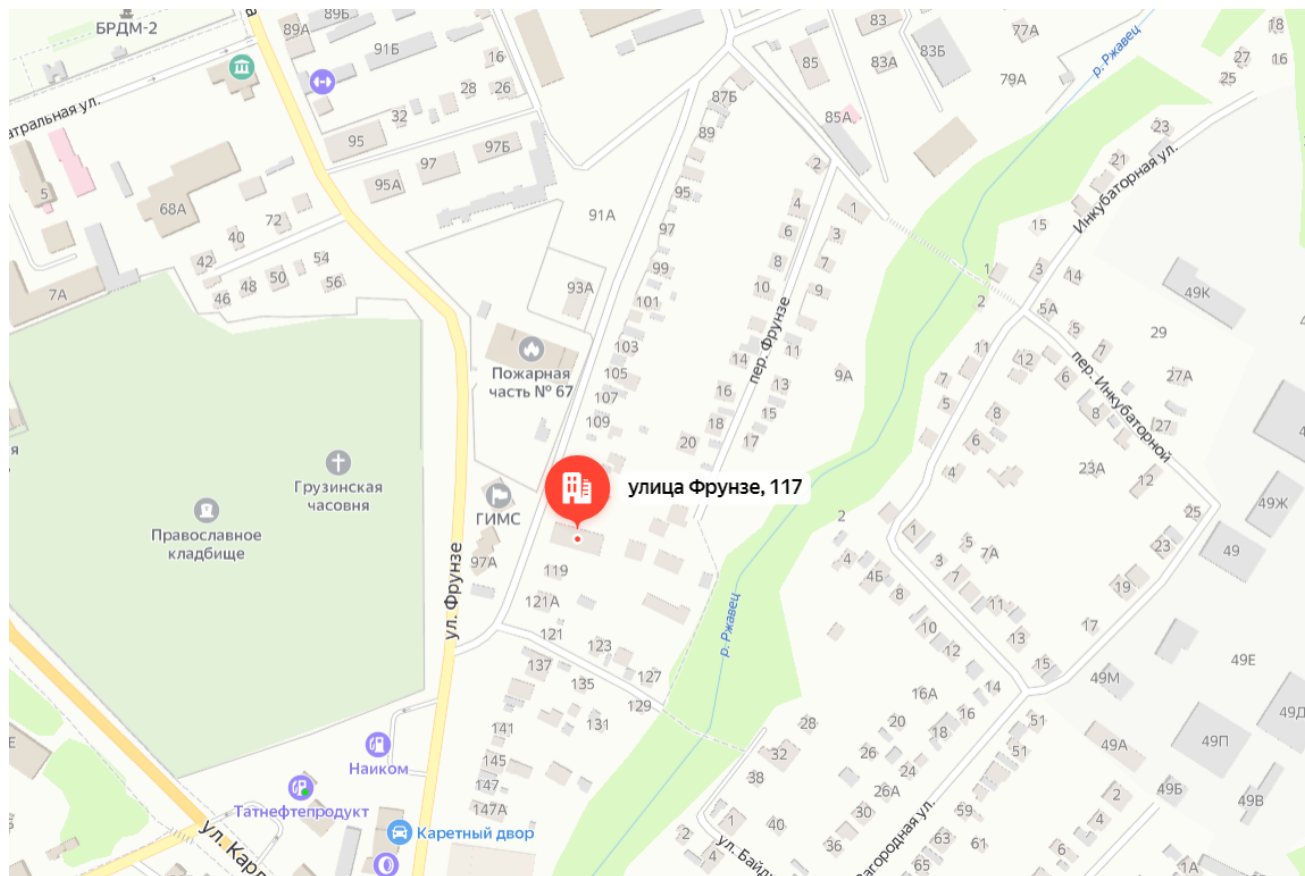 БРДМ-2
89А
89Б
91Б
16
28
26
32
95
97
97Б
95А
атральная ул.
5
68А
72
40
42
54
50
48
46
56
7А
83
83Б
83А
85
85А
77А
79А
р. Ржавец
18
27
16
25
23
21
Инкубаторная ул.
15
87Б
89
95
91А
97
99
93А
101
2
4
1
6
3
8
7
10
9
пер. Фрунзе
14
11
16
13
9А
15
18
17
20
103
105
107
109
Пожарная
часть № 67
Грузинская
часовня
Православное
кладбище
ГИМС
97А
улица Фрунзе, 117
ул. Фрунзе
119
121А
121
123
137
127
135
129
131
141
145
147
147А
Наиком
Татнефтепродукт
Каретный двор
ул. Кард
р. Ржавец
1
3
14
2
5А
5
7
29
49К
11
12
6
27А
пер. Инкубаторной
7
5
8
8
27
6
4
23А
12
49Ж
25
49
23
2
1
5
7А
4
3
4Б
7
8
11
19
10
13
17
12
15
49Е
49М
14
16А
16
51
20
18
28
51
49А
49П
49Д
32
26
24
38
26А
59
2
49Б
49В
30
1
40
61
36
63
2
4
ул. Байду
Загородная ул.
65
1А